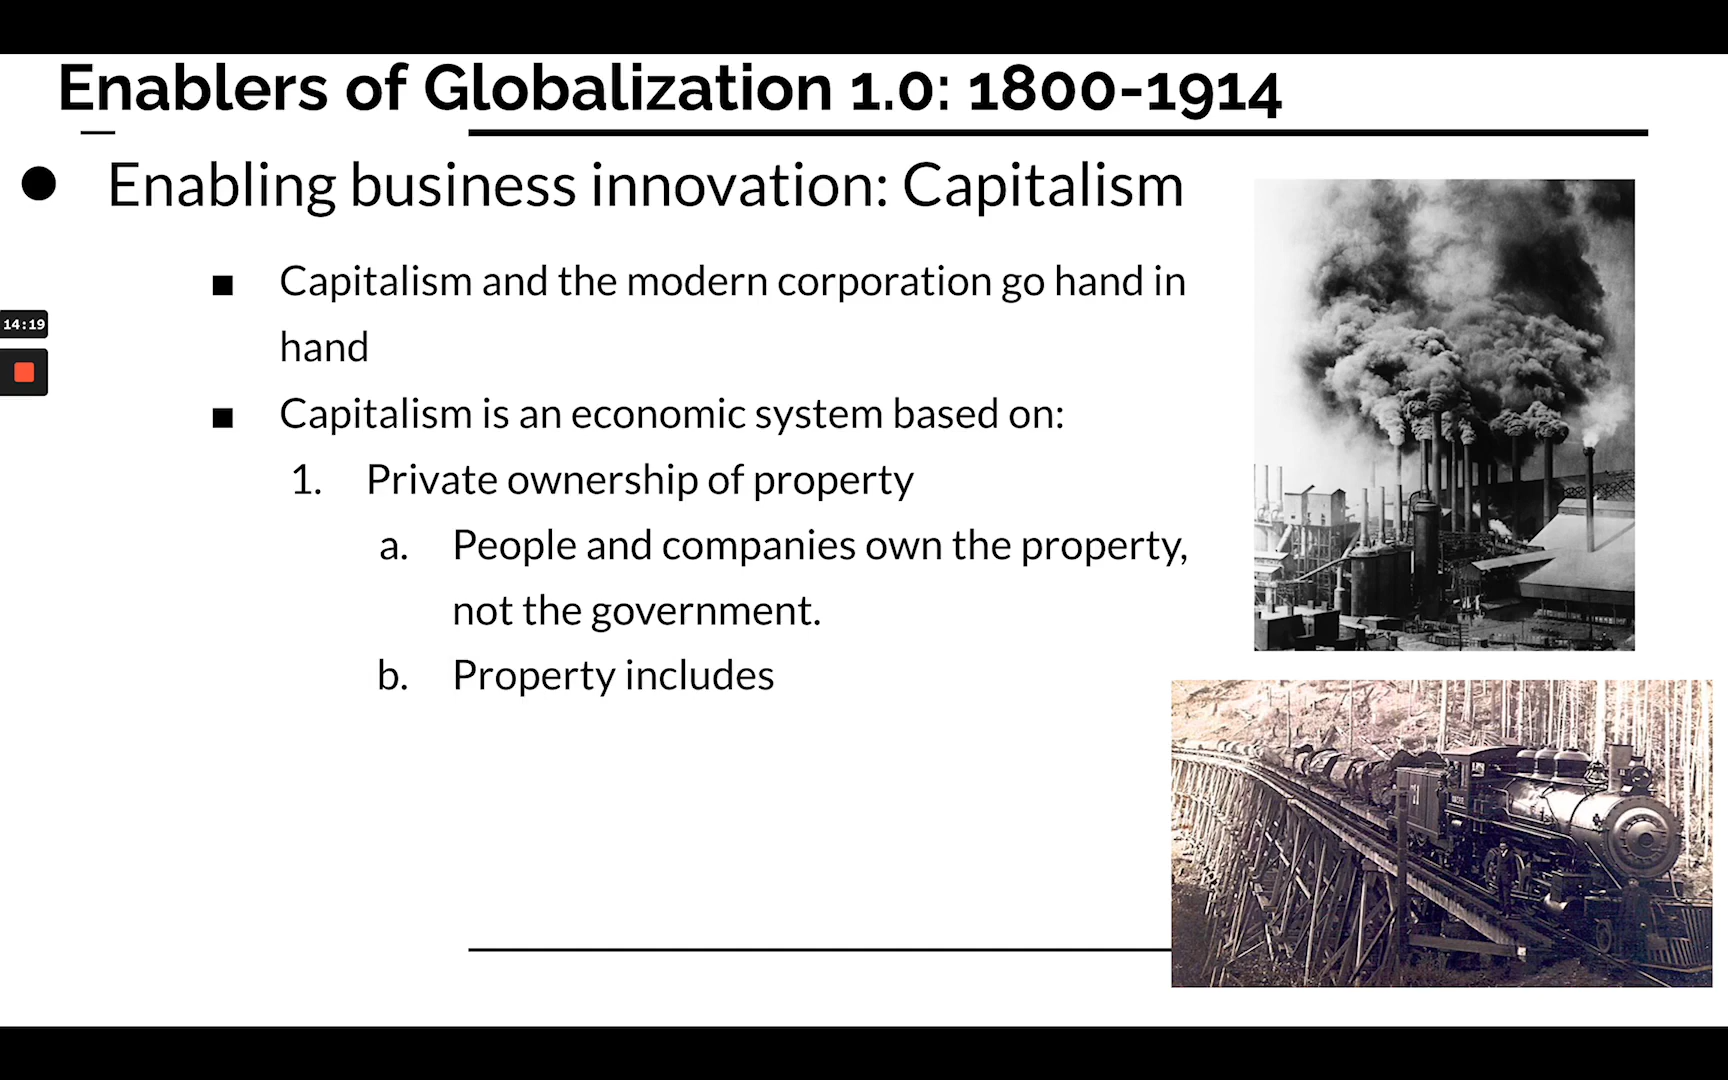 Enablers of Globalization 1.0: 1800-1914
● Enabling business innovation: Capitalism
■ Capitalism and the modern corporation go hand in
hand
14:19
■ Capitalism is an economic system based on:
1. Private ownership of property
a. People and companies own the property,
not the government.
b. Property includes